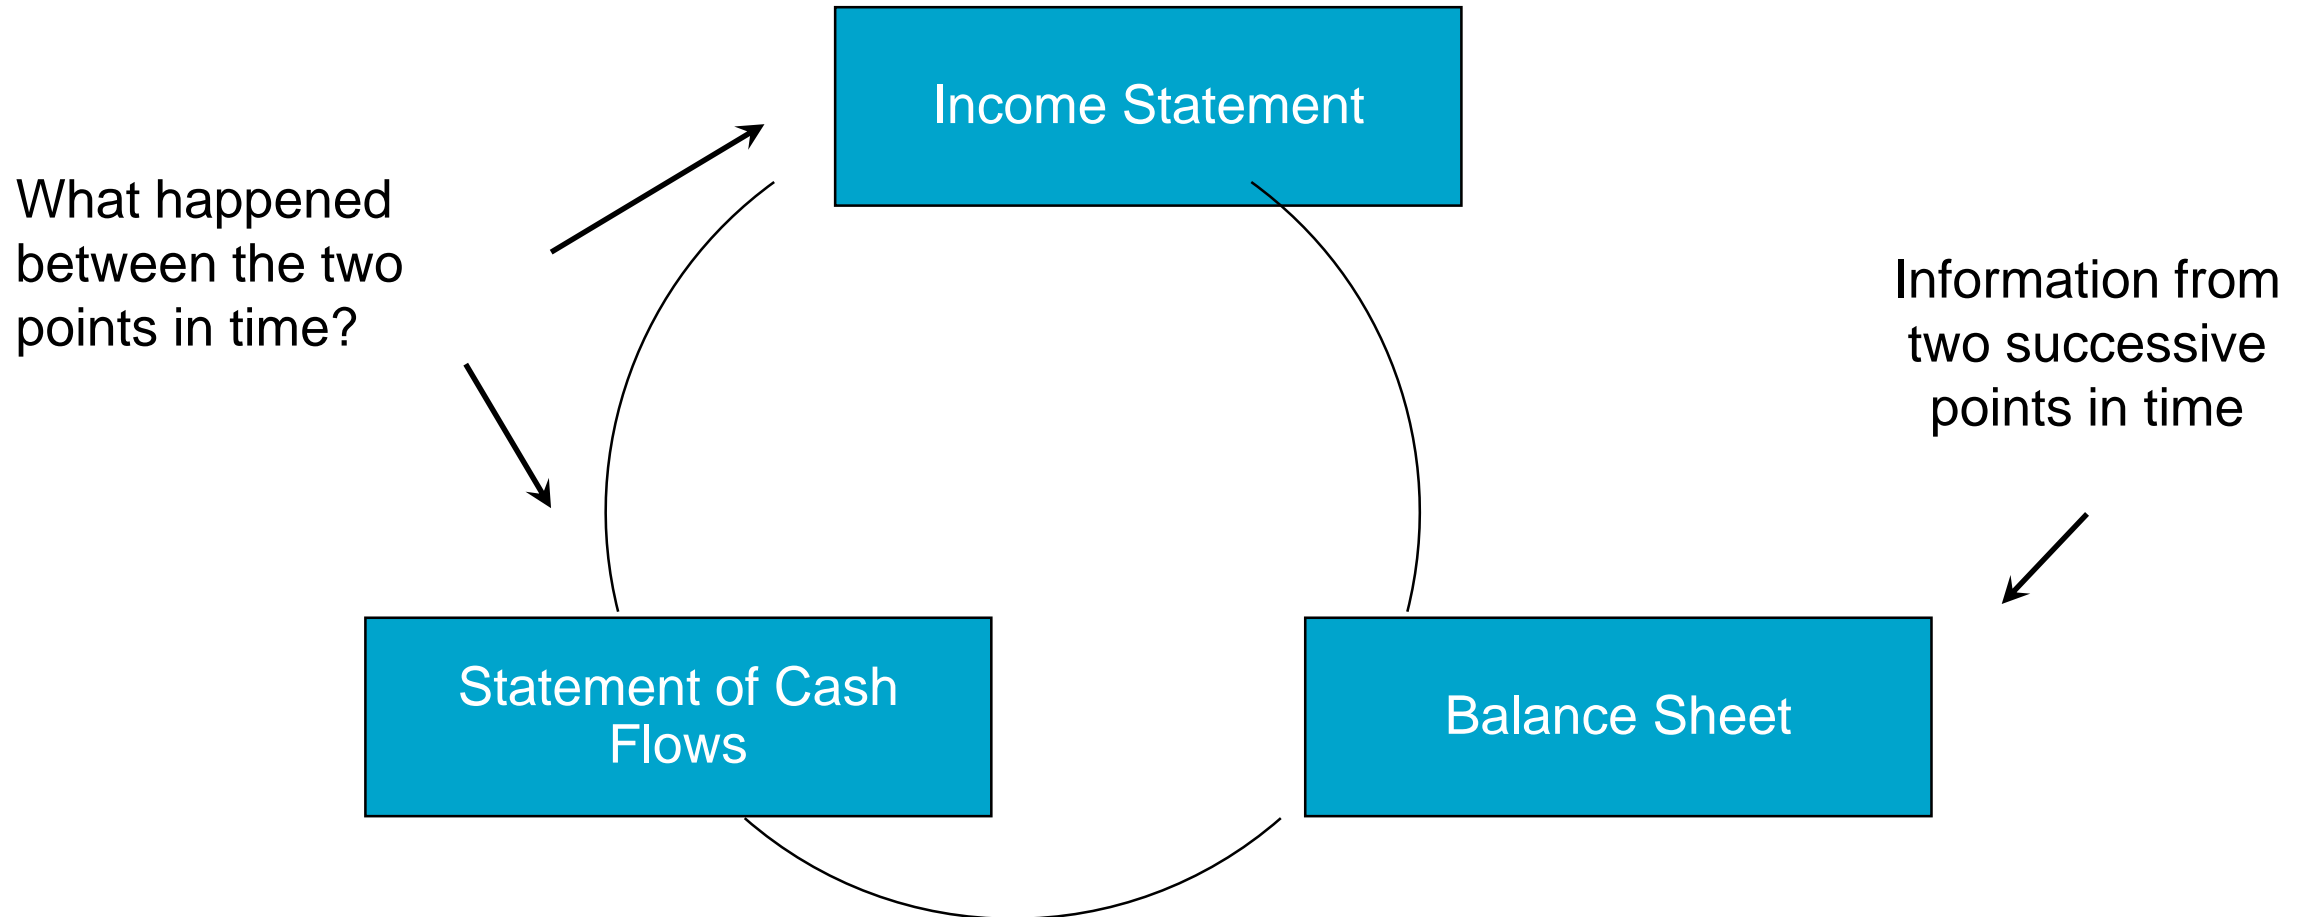 Income Statement
What happened
between the two
points in time?
Information from
two successive
points in time
Statement of Cash
Flows
Balance Sheet